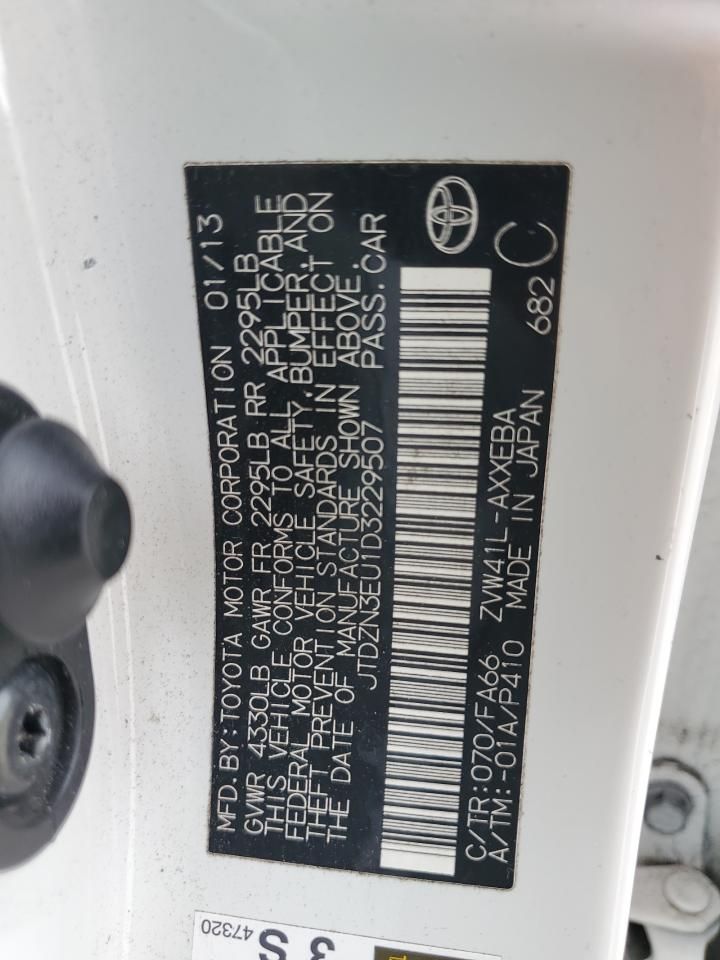 MFD.BY:TOYOTA MOTOR CORPORATION 01/13
GVWR 4330LB GAWR FR 2295LB RR 2295LB
THIS VEHICLE CONFORMS TO ALL APPLICABLE
FEDERAL MOTOR VEHICLE SAFETY,BUMPER,AND
THEFT PREVENTION STANDARDS IN EFFECT ON
THE DATE OF MANUFACTURE SHOWN ABOVE.
JTDZN3EU1D3229507 PASS.CAR
C/TR:070/FA66 ZVW41L-AXXEBA
A/TM:-01A/P410 MADE IN JAPAN 682 C
47320
3 S